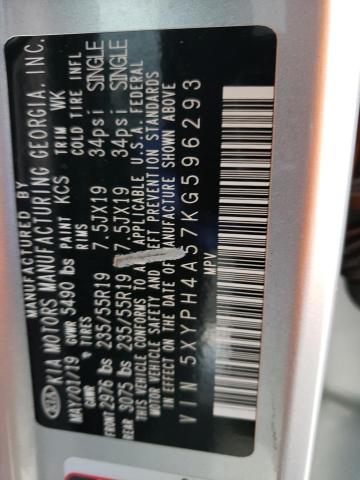 MANUFACTURED BY
KIA KIA MOTORS MANUFACTURING GEORGIA, INC.
MAY/01/19 GVWR 5490 lbs PAINT KCS TRIM WK
GAWR TIRES RIMS COLD TIRE INFL
FRONT 2976 lbs 235/55R19 7.5JX19 34psi SINGLE
REAR 3075 lbs 235/55R19 7.5JX19 34psi SINGLE
THIS VEHICLE CONFORMS TO ALL APPLICABLE U.S.A. FEDERAL
MOTOR VEHICLE SAFETY AND THEFT PREVENTION STANDARDS
IN EFFECT ON THE DATE OF MANUFACTURE SHOWN ABOVE
VIN 5XYPH4A57KG596293
MPV